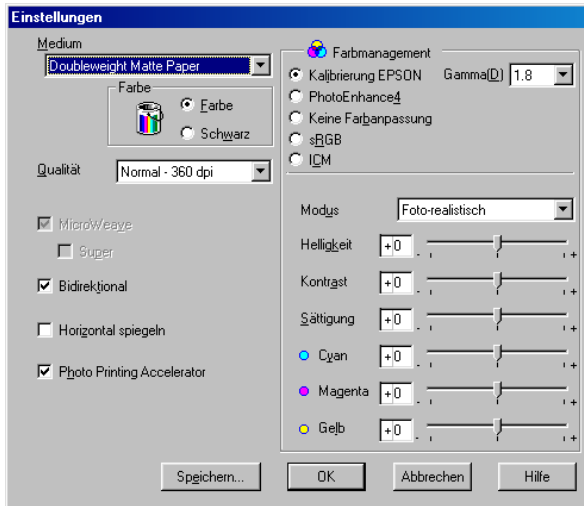 Einstellungen
Medium
Doubleweight Matte Paper
Farbe
Farbe
Schwarz
Qualität
Normal - 360 dpi
MicroWeave
Super
Bidirektional
Horizontal spiegeln
Photo Printing Accelerator
Farbmanagement
Kalibrierung EPSON
Gamma(D) 1.8
PhotoEnhance4
Keine Farbanpassung
sRGB
ICM
Modus Foto-realistisch
Helligkeit +0 - +
Kontrast +0 - +
Sättigung +0 - +
Cyan +0 - +
Magenta +0 - +
Gelb +0 - +
Speichern... OK Abbrechen Hilfe